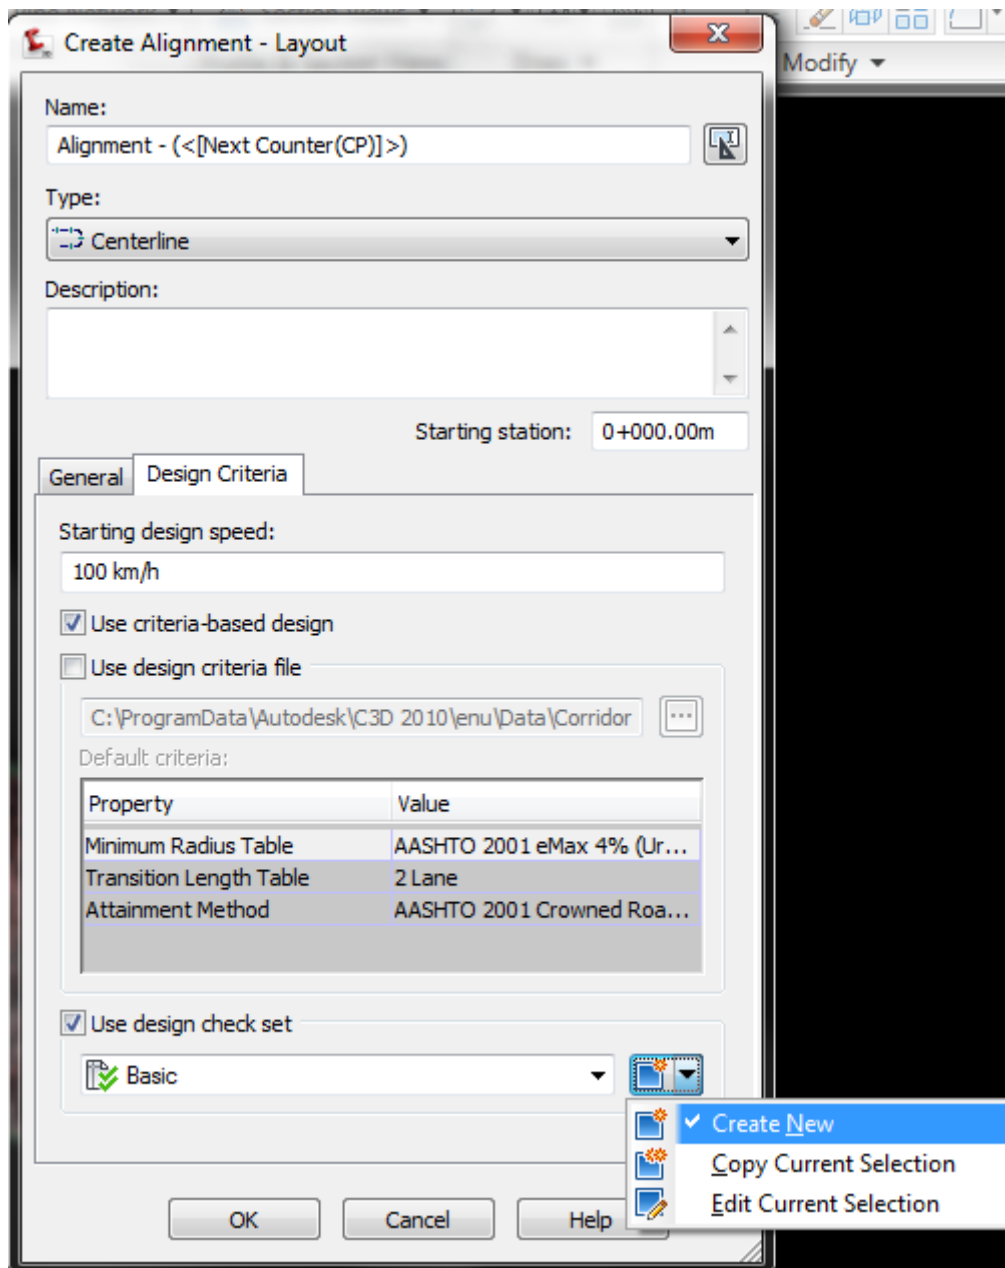 Create Alignment - Layout
Modify
Name:
Alignment - (<[Next Counter(CP)]>)
Type:
Centerline
Description:
Starting station: 0+000.00m
General Design Criteria
Starting design speed:
100 km/h
Use criteria-based design
Use design criteria file
C:\ProgramData\Autodesk\C3D 2010\enu\Data\Corridor
...
Default criteria:
Property Value
Minimum Radius Table AASHTO 2001 eMax 4% (Ur...
Transition Length Table 2 Lane
Attainment Method AASHTO 2001 Crowned Roa...
Use design check set
Basic
Create New
Copy Current Selection
Edit Current Selection
OK Cancel Help